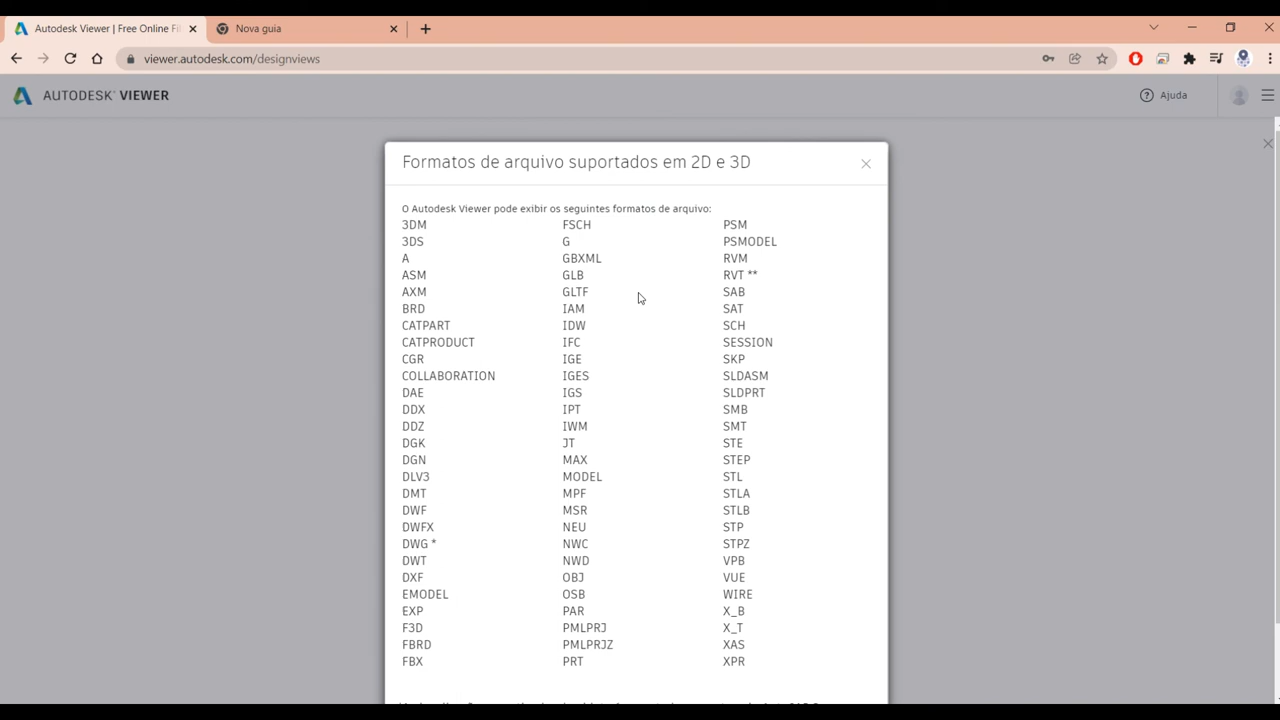 Autodesk Viewer | Free Online Fil
Nova guia
viewer.autodesk.com/designviews
AUTODESK VIEWER
Ajuda
Formatos de arquivo suportados em 2D e 3D
O Autodesk Viewer pode exibir os seguintes formatos de arquivo:
3DM
3DS
A
ASM
AXM
BRD
CATPART
CATPRODUCT
CGR
COLLABORATION
DAE
DDX
DDZ
DGK
DGN
DLV3
DMT
DWF
DWFX
DWG *
DWT
DXF
EMODEL
EXP
F3D
FBRD
FBX
FSCH
G
GBXML
GLB
GLTF
IAM
IDW
IFC
IGE
IGES
IGS
IPT
IWM
JT
MAX
MODEL
MPF
MSR
NEU
NWC
NWD
OBJ
OSB
PAR
PMLPRJ
PMLPRJZ
PRT
PSM
PSMODEL
RVM
RVT **
SAB
SAT
SCH
SESSION
SKP
SLDASM
SLDPRT
SMB
SMT
STE
STEP
STL
STLA
STLB
STP
STPZ
VPB
VUE
WIRE
X_B
X_T
XAS
XPR